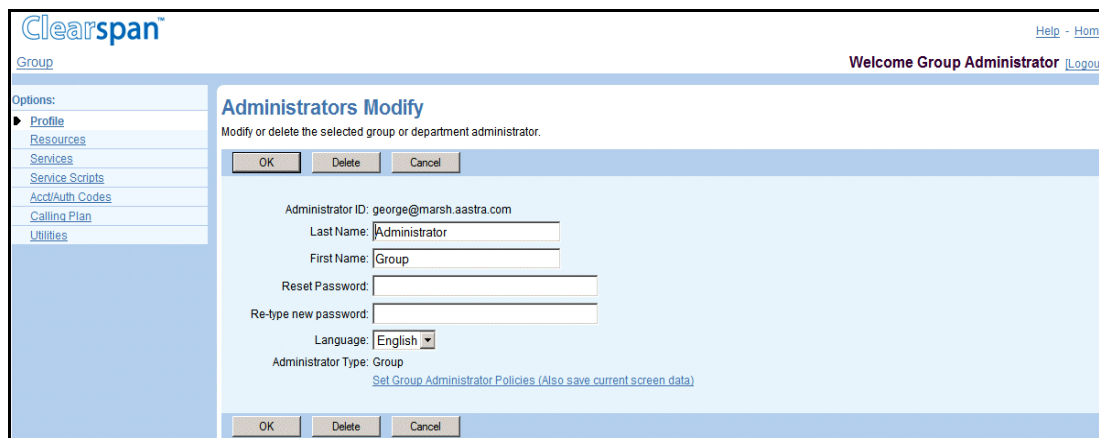 Clearspan™
Help - Hom
Group
Welcome Group Administrator [Logou
Options:
Profile
Resources
Services
Service Scripts
Acct/Auth Codes
Calling Plan
Utilities
Administrators Modify
Modify or delete the selected group or department administrator.
OK Delete Cancel
Administrator ID: george@marsh.aastra.com
Last Name: Administrator
First Name: Group
Reset Password:
Re-type new password:
Language: English
Administrator Type: Group
Set Group Administrator Policies (Also save current screen data)
OK Delete Cancel